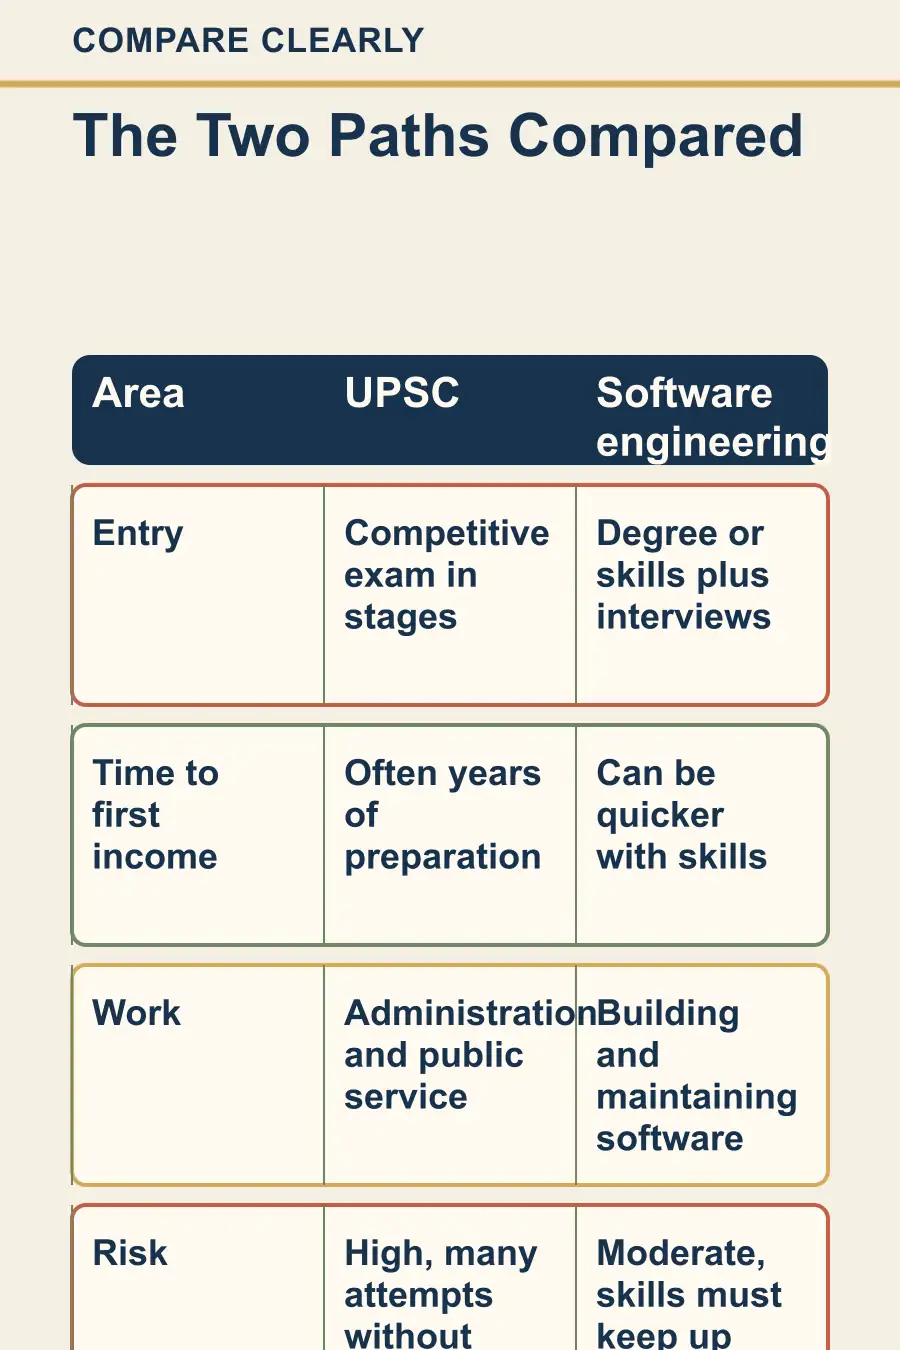 COMPARE CLEARLY
The Two Paths Compared
Area
UPSC
Software
engineering
Entry
Competitive
exam in
stages
Degree or
skills plus
interviews
Time to
first
income
Often years
of
preparation
Can be
quicker
with skills
Work
Administration
and public
service
Building
and
maintaining
software
Risk
High, many
attempts
without
Moderate,
skills must
keep up